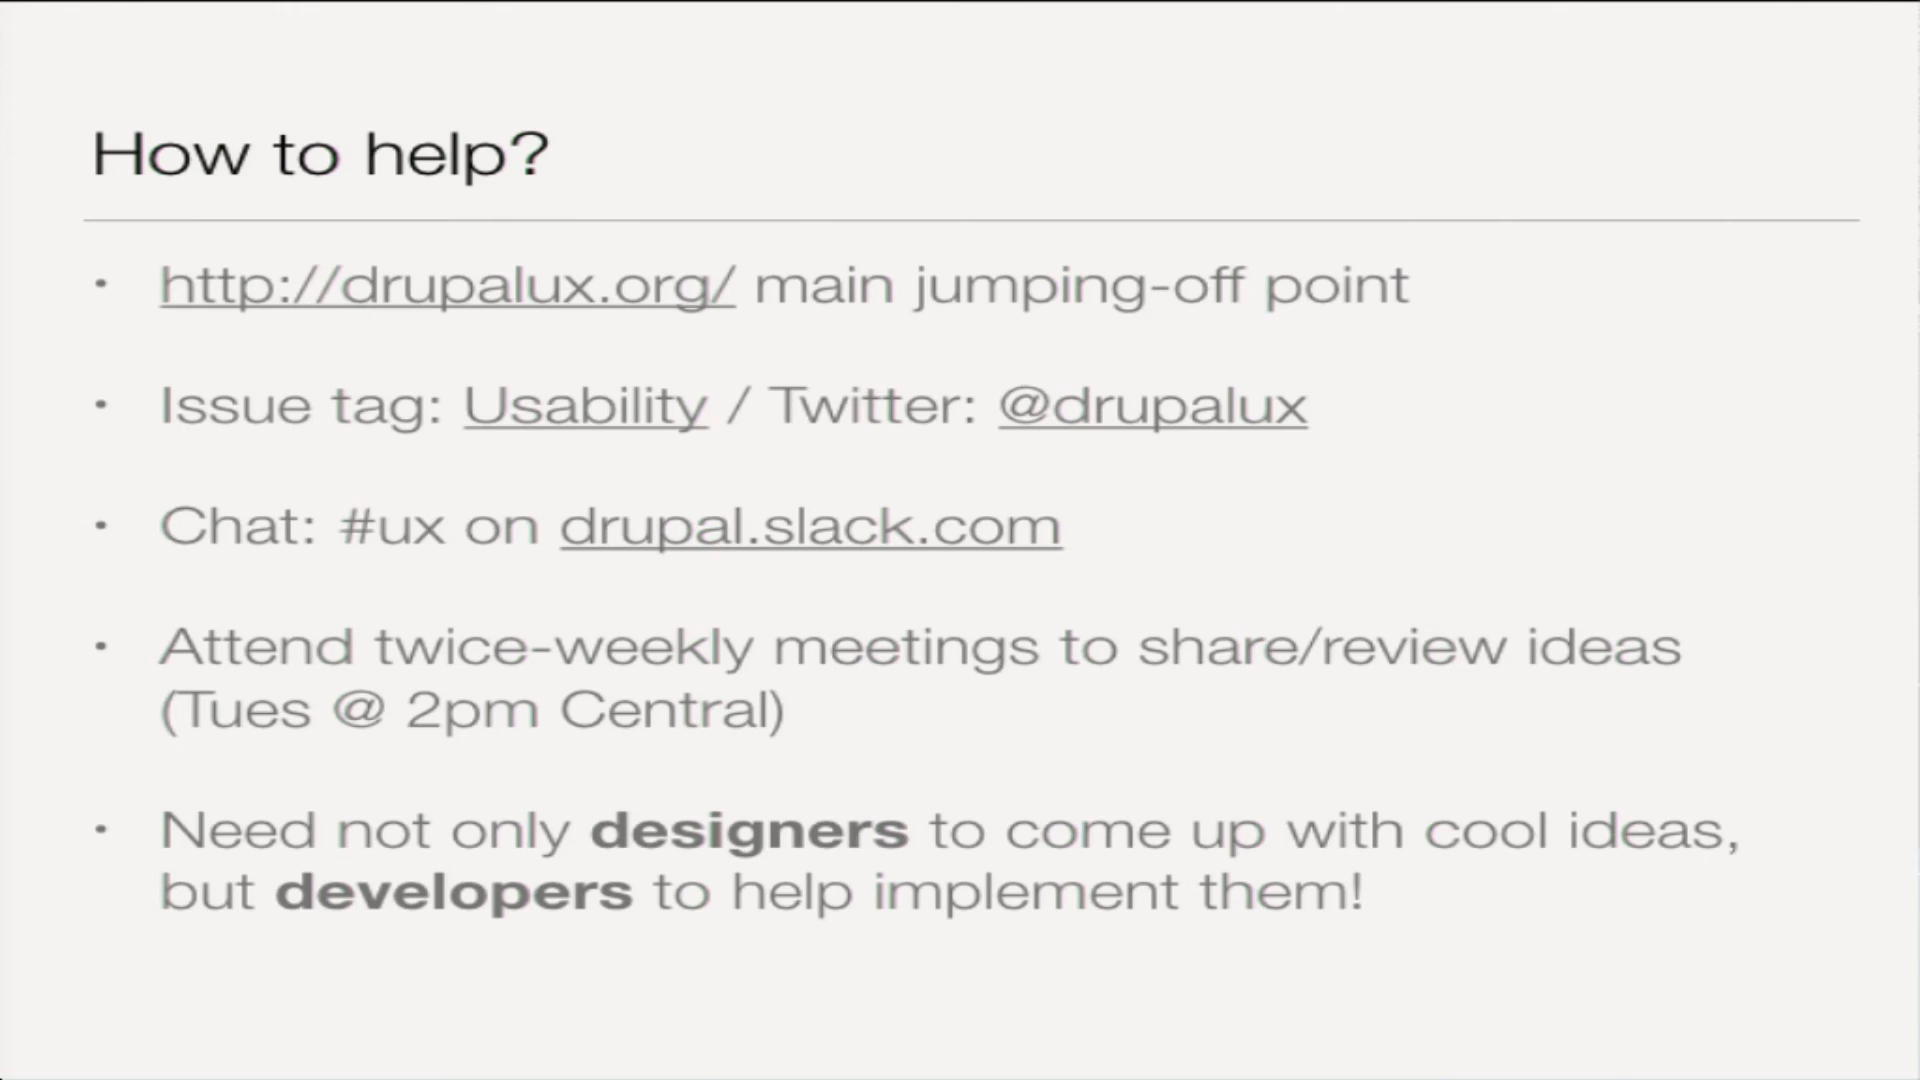 How to help?
• http://drupalux.org/ main jumping-off point
• Issue tag: Usability / Twitter: @drupalux
• Chat: #ux on drupal.slack.com
• Attend twice-weekly meetings to share/review ideas
(Tues @ 2pm Central)
• Need not only designers to come up with cool ideas,
but developers to help implement them!